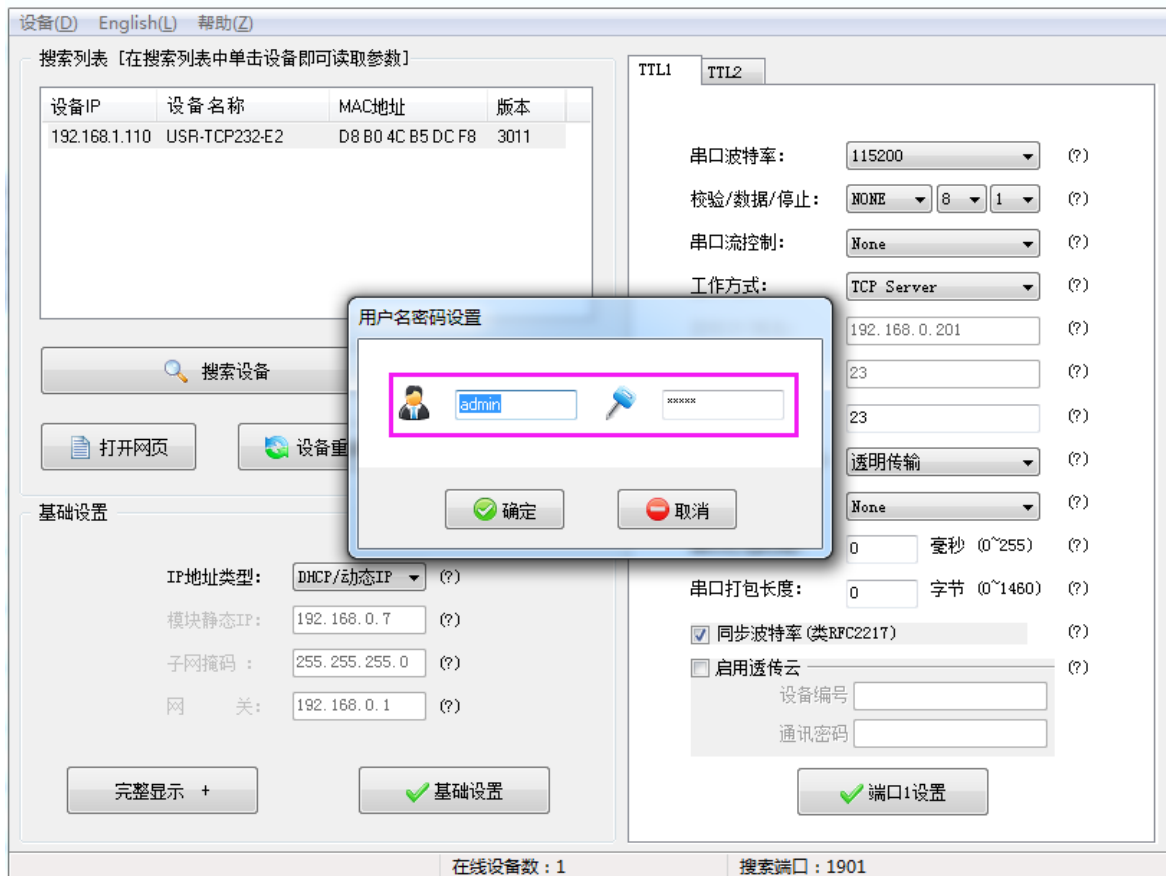 设备(D) English(L) 帮助(Z)
搜索列表 [在搜索列表中单击设备即可读取参数]
设备IP 设备名称 MAC地址 版本
192.168.1.110 USR-TCP232-E2 D8 B0 4C B5 DC F8 3011
搜索设备
打开网页 设备重
基础设置
IP地址类型: DHCP/动态IP (?)
模块静态IP: 192.168.0.7 (?)
子网掩码 : 255.255.255.0 (?)
网 关: 192.168.0.1 (?)
完整显示 + 基础设置
TTL1 TTL2
串口波特率: 115200 (?)
校验/数据/停止: NONE 8 1 (?)
串口流控制: None (?)
工作方式: TCP Server (?)
192.168.0.201 (?)
23 (?)
23 (?)
透明传输 (?)
None (?)
0 毫秒 (0~255) (?)
串口打包长度: 0 字节 (0~1460) (?)
同步波特率(类RFC2217) (?)
启用透传云 (?)
设备编号
通讯密码
端口1设置
用户名密码设置
admin *****
确定 取消
在线设备数:1 搜索端口:1901